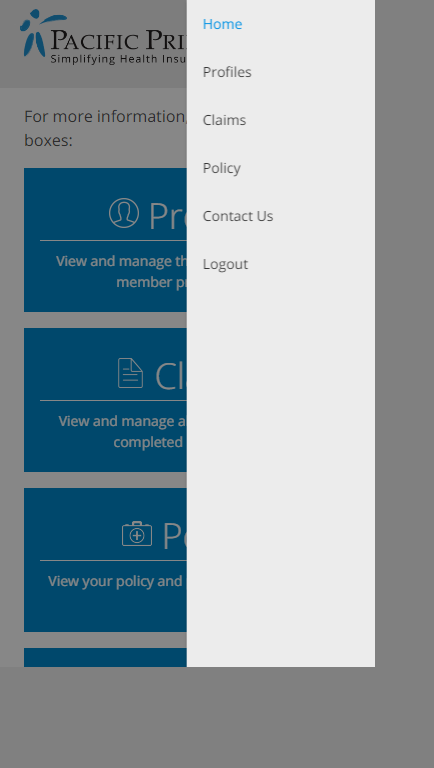 PACIFIC PRI
Simplifying Health Insu
For more information,
boxes:
Pr
View and manage th
member pr
Cl
View and manage a
completed
P
View your policy and
Home
Profiles
Claims
Policy
Contact Us
Logout